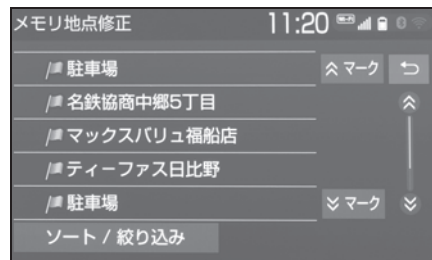 メモリ地点修正 11:20
駐車場 マーク
名鉄協商中郷5丁目
マックスバリュ福船店
ティーファス日比野
駐車場 マーク
ソート / 絞り込み